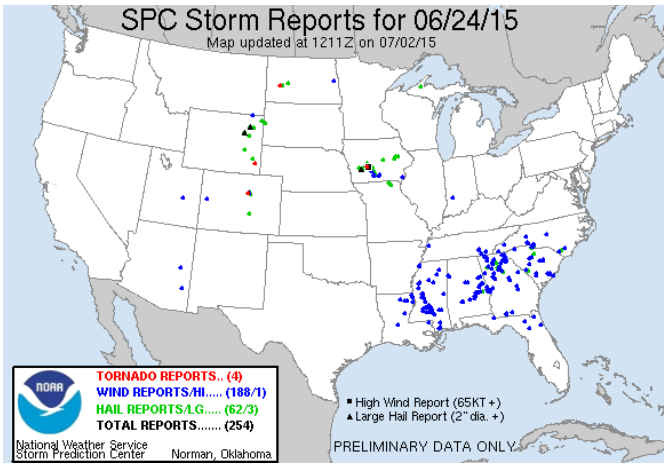 SPC Storm Reports for 06/24/15
Map updated at 1211Z on 07/02/15
NOAA
TORNADO REPORTS.. (4)
WIND REPORTS/HI..... (188/1)
HAIL REPORTS/LG..... (62/3)
TOTAL REPORTS....... (254)
National Weather Service
Storm Prediction Center Norman, Oklahoma
High Wind Report (65KT +)
Large Hail Report (2" dia. +)
PRELIMINARY DATA ONLY